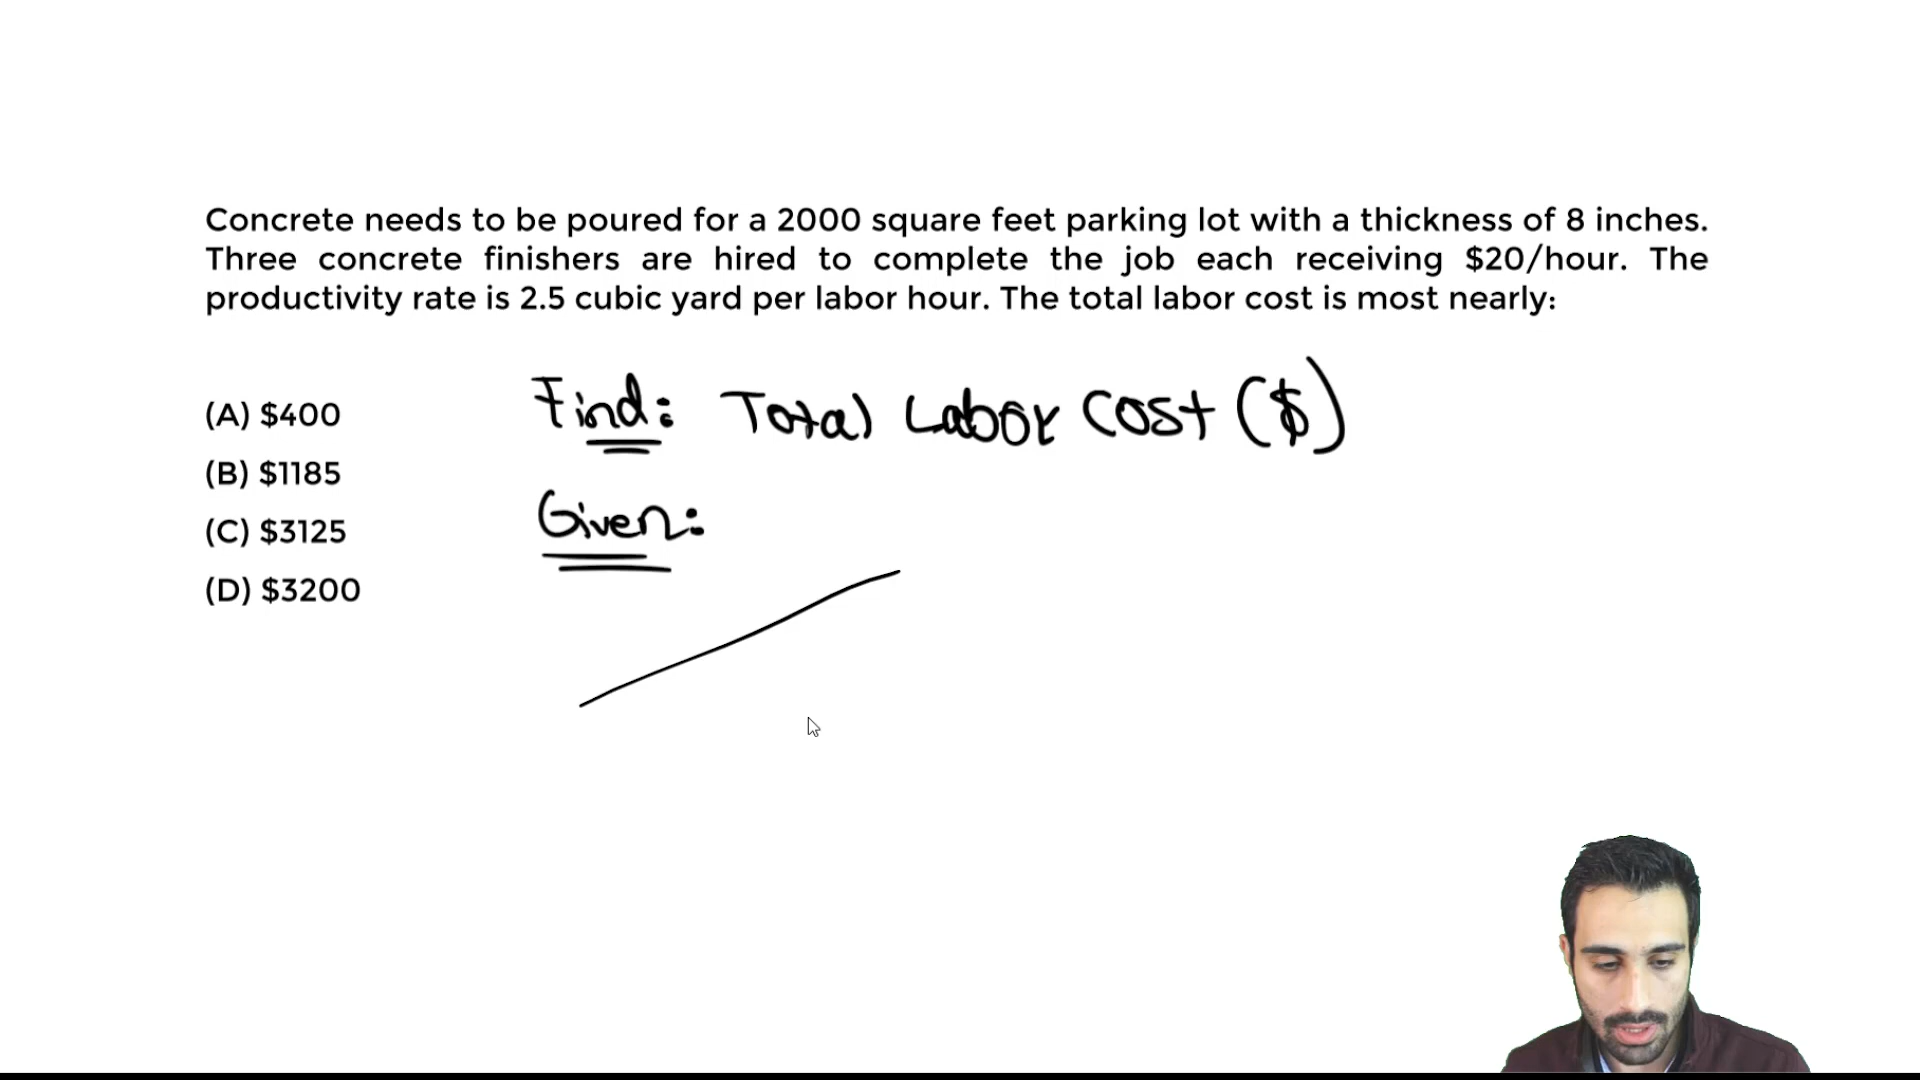 Concrete needs to be poured for a 2000 square feet parking lot with a thickness of 8 inches.
Three concrete finishers are hired to complete the job each receiving $20/hour. The
productivity rate is 2.5 cubic yard per labor hour. The total labor cost is most nearly:
(A) $400
(B) $1185
(C) $3125
(D) $3200
Find: Total Labor Cost ($)
Given: